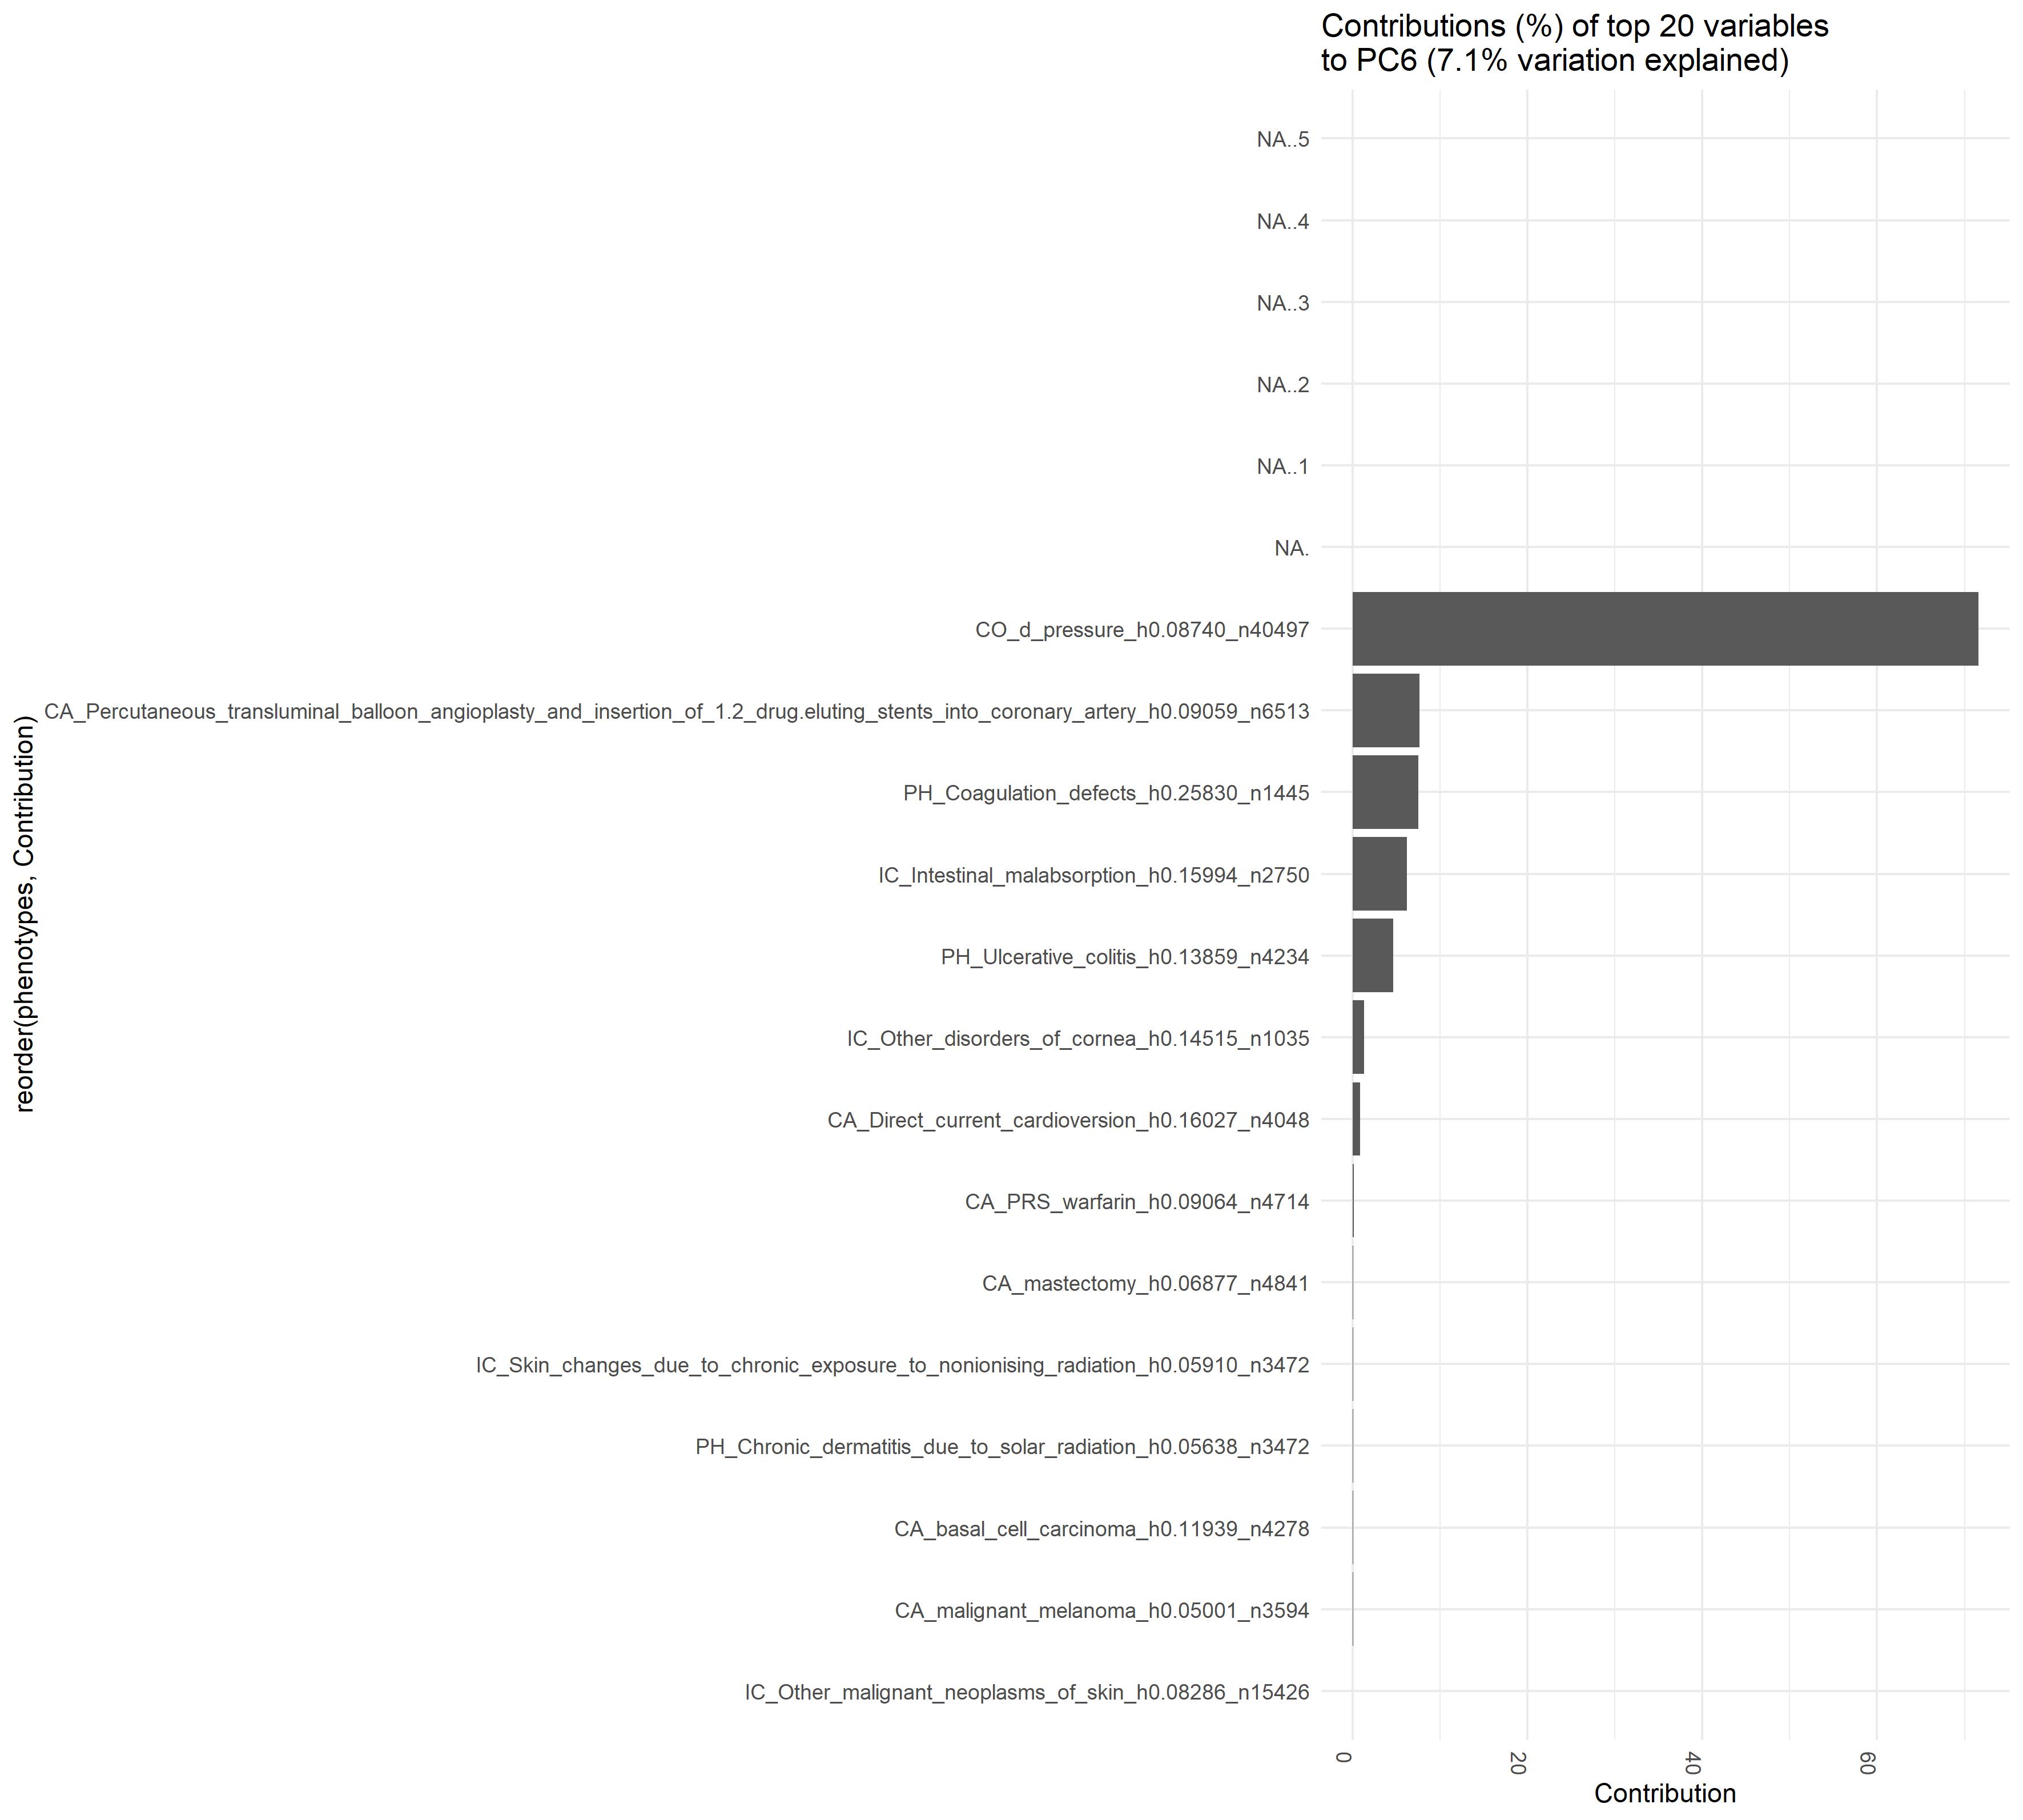 Contributions (%) of top 20 variables
to PC6 (7.1% variation explained)
NA..5
NA..4
NA..3
NA..2
NA..1
NA.
CO_d_pressure_h0.08740_n40497
CA_Percutaneous_transluminal_balloon_angioplasty_and_insertion_of_1.2_drug.eluting_stents_into_coronary_artery_h0.09059_n6513
PH_Coagulation_defects_h0.25830_n1445
IC_Intestinal_malabsorption_h0.15994_n2750
PH_Ulcerative_colitis_h0.13859_n4234
IC_Other_disorders_of_cornea_h0.14515_n1035
CA_Direct_current_cardioversion_h0.16027_n4048
CA_PRS_warfarin_h0.09064_n4714
CA_mastectomy_h0.06877_n4841
IC_Skin_changes_due_to_chronic_exposure_to_nonionising_radiation_h0.05910_n3472
PH_Chronic_dermatitis_due_to_solar_radiation_h0.05638_n3472
CA_basal_cell_carcinoma_h0.11939_n4278
CA_malignant_melanoma_h0.05001_n3594
IC_Other_malignant_neoplasms_of_skin_h0.08286_n15426
reorder(phenotypes, Contribution)
0
20
40
60
Contribution